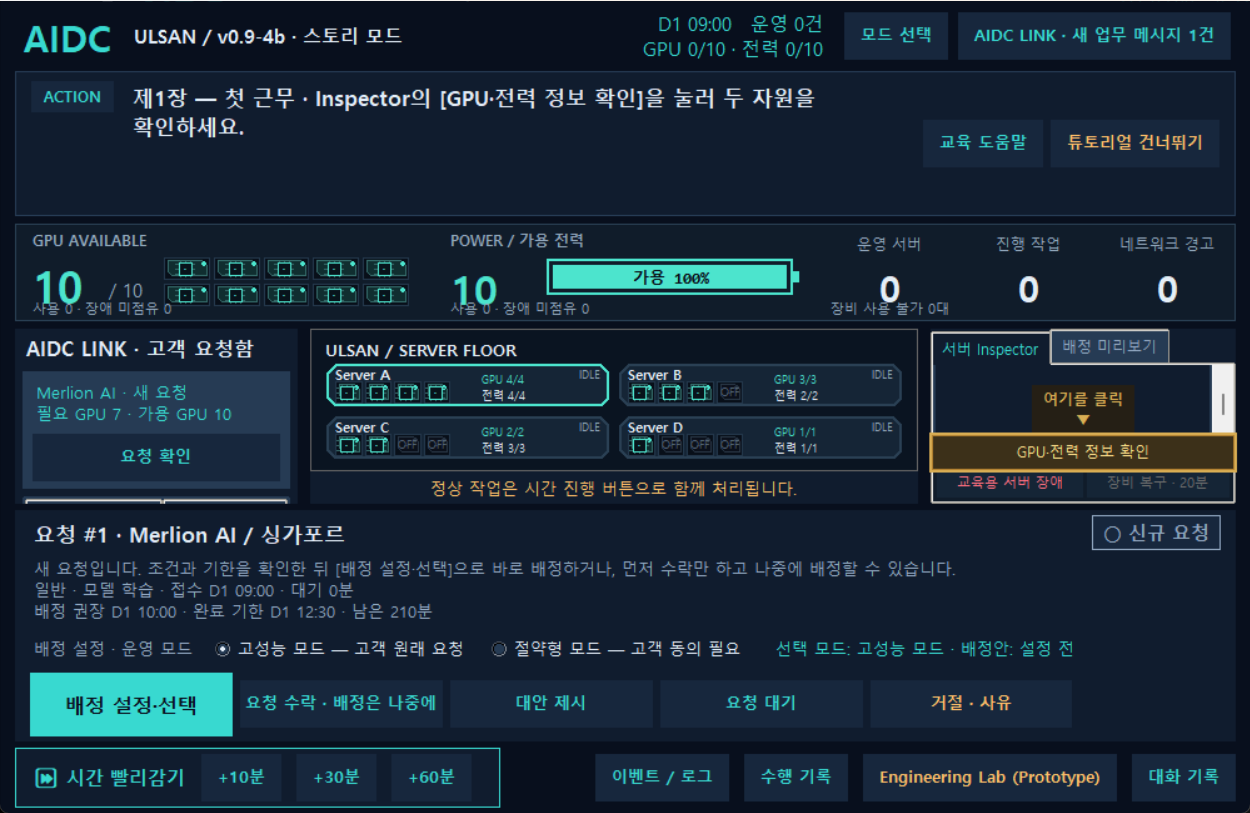 AIDC ULSAN / v0.9-4b · 스토리 모드
D1 09:00 운영 0건
GPU 0/10 · 전력 0/10
모드 선택
AIDC LINK · 새 업무 메시지 1건
ACTION
제1장 — 첫 근무 · Inspector의 [GPU·전력 정보 확인]을 눌러 두 자원을
확인하세요.
교육 도움말
튜토리얼 건너뛰기
GPU AVAILABLE
10 / 10
사용 0 · 장애 미점유 0
POWER / 가용 전력
10
가용 100%
사용 0 · 장애 미점유 0
운영 서버
0
장비 사용 불가 0대
진행 작업
0
네트워크 경고
0
AIDC LINK · 고객 요청함
Merlion AI · 새 요청
필요 GPU 7 · 가용 GPU 10
요청 확인
ULSAN / SERVER FLOOR
Server A
GPU 4/4
전력 4/4
IDLE
Server B
OFF
GPU 3/3
전력 2/2
IDLE
Server C
OFF OFF
GPU 2/2
전력 3/3
IDLE
Server D
OFF OFF OFF
GPU 1/1
전력 1/1
IDLE
정상 작업은 시간 진행 버튼으로 함께 처리됩니다.
서버 Inspector
배정 미리보기
여기를 클릭
▼
GPU·전력 정보 확인
교육용 서버 장애
장비 복구 · 20분
요청 #1 · Merlion AI / 싱가포르
○ 신규 요청
새 요청입니다. 조건과 기한을 확인한 뒤 [배정 설정·선택]으로 바로 배정하거나, 먼저 수락만 하고 나중에 배정할 수 있습니다.
일반 · 모델 학습 · 접수 D1 09:00 · 대기 0분
배정 권장 D1 10:00 · 완료 기한 D1 12:30 · 남은 210분
배정 설정 · 운영 모드
고성능 모드 — 고객 원래 요청
절약형 모드 — 고객 동의 필요
선택 모드: 고성능 모드 · 배정안: 설정 전
배정 설정·선택
요청 수락 · 배정은 나중에
대안 제시
요청 대기
거절 · 사유
시간 빨리감기
+10분
+30분
+60분
이벤트 / 로그
수행 기록
Engineering Lab (Prototype)
대화 기록